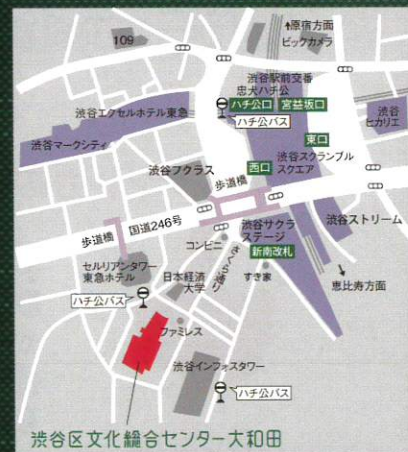 ↑原宿方面
109
ビックカメラ
渋谷駅前交番
忠犬ハチ公
ハチ公口
宮益坂口
渋谷エクセルホテル東急
ハチ公バス
渋谷
ヒカリエ
東口
渋谷マークシティ
渋谷スクランブル
スクエア
西口
渋谷フクラス
歩道橋
国道246号
歩道橋
渋谷サクラ
ステージ
渋谷ストリーム
コンビニ
さくら通り
新南改札
セルリアンタワー
東急ホテル
日本経済
大学
すき家
恵比寿方面
ハチ公バス
ファミレス
渋谷インフォスタワー
ハチ公バス
渋谷区文化総合センター大和田